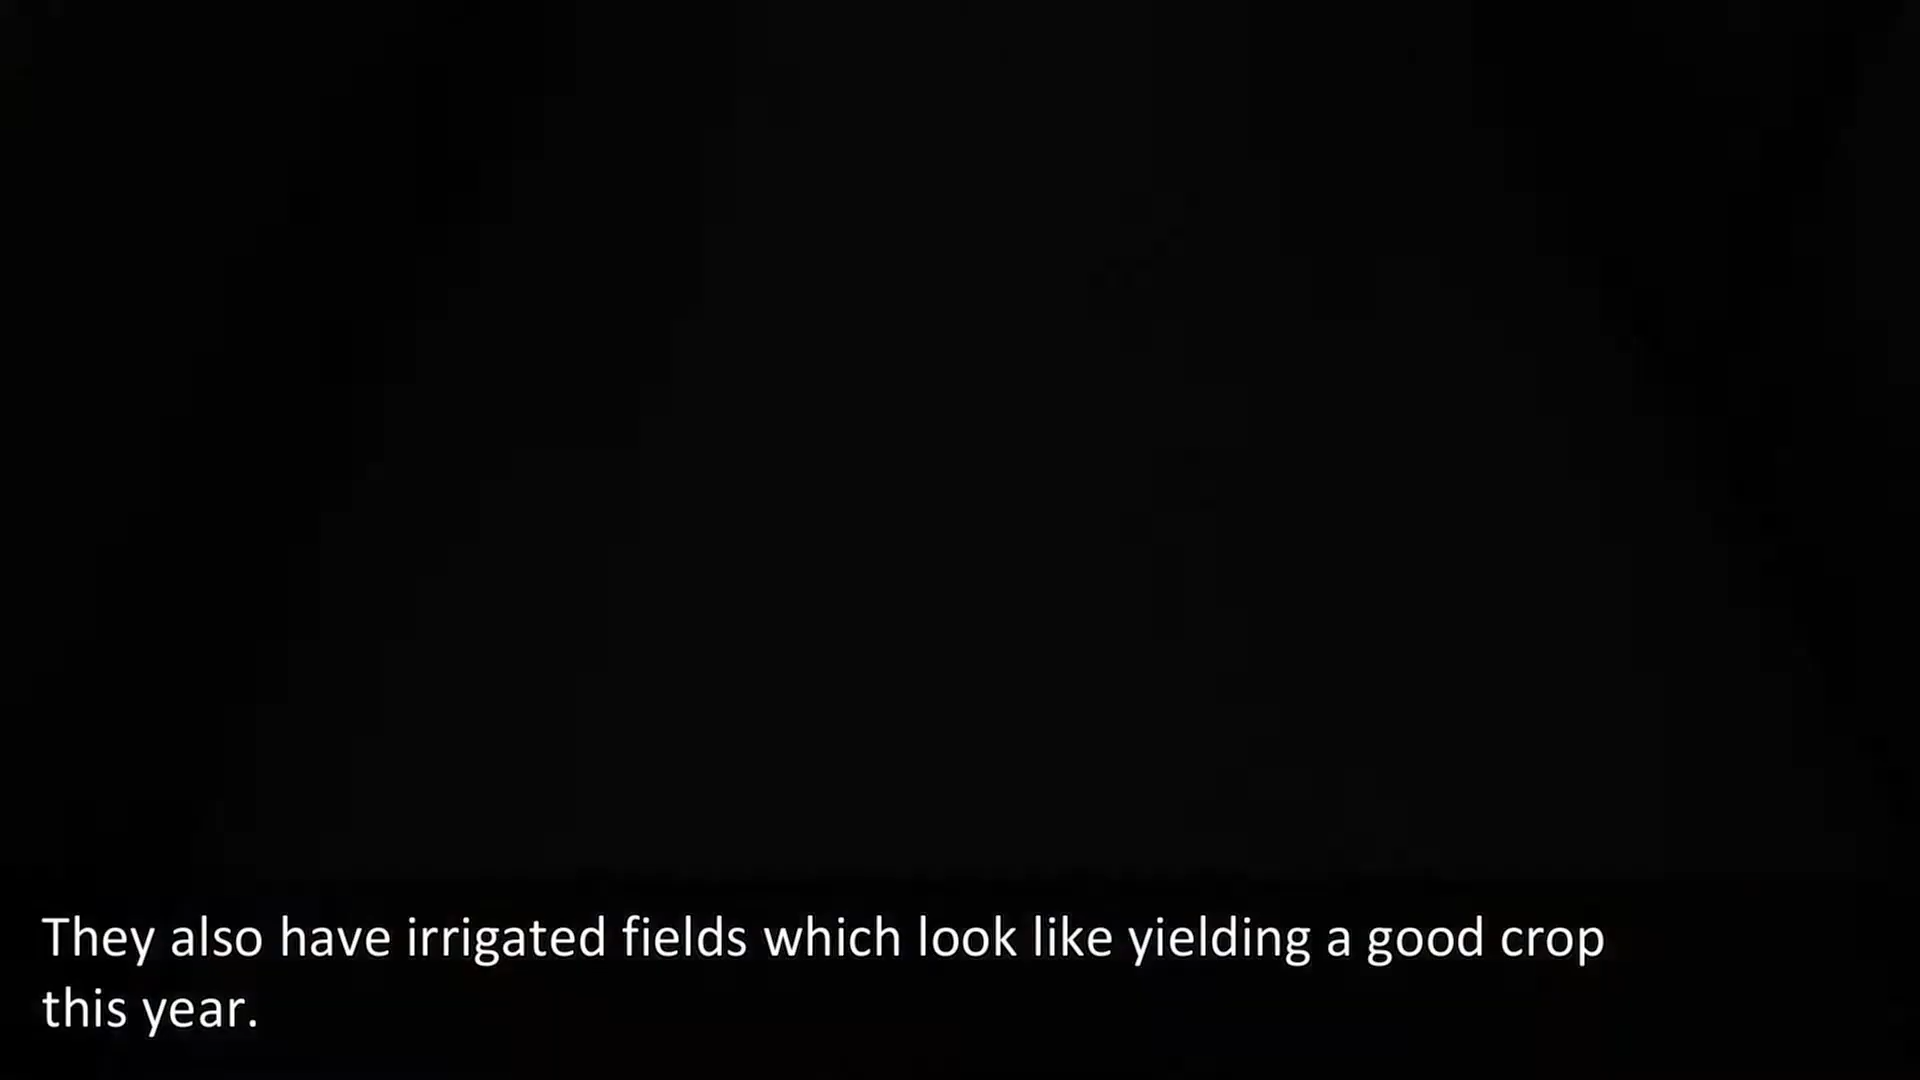 They also have irrigated fields which look like yielding a good crop
this year.